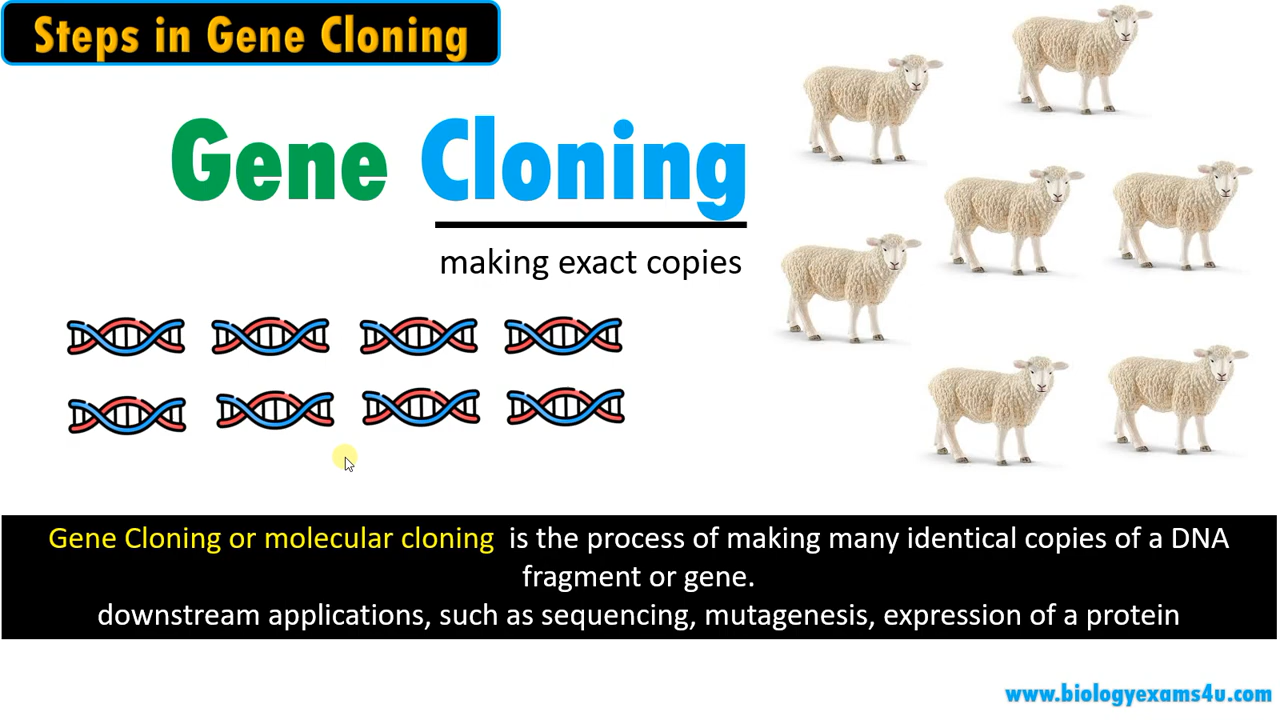 Steps in Gene Cloning
Gene Cloning
making exact copies
Gene Cloning or molecular cloning is the process of making many identical copies of a DNA
fragment or gene.
downstream applications, such as sequencing, mutagenesis, expression of a protein
www.biologyexams4u.com